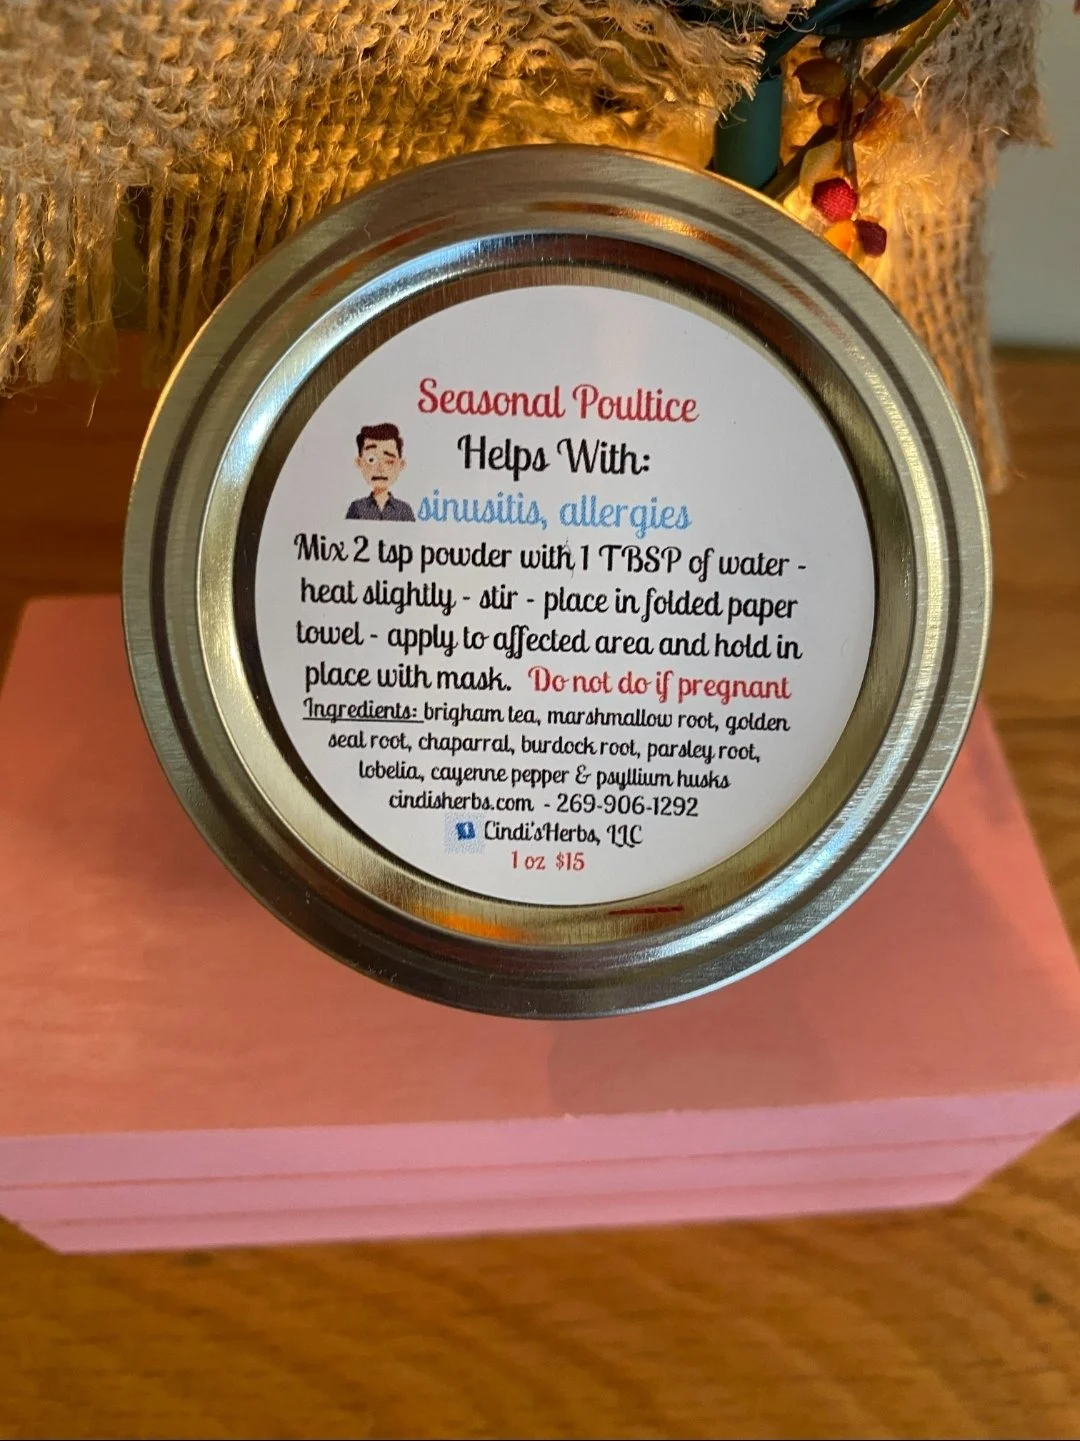 Seasonal Poultice
Helps With:
sinusitis, allergies
Mix 2 tsp powder with 1 TBSP of water -
heat slightly - stir - place in folded paper
towel - apply to affected area and hold in
place with mask. Do not do if pregnant
Ingredients: brigham tea, marshmallow root, golden
seal root, chaparral, burdock root, parsley root,
lobelia, cayenne pepper & psyllium husks
cindisherbs.com - 269-906-1292
Cindi'sHerbs, LLC
1 oz $15